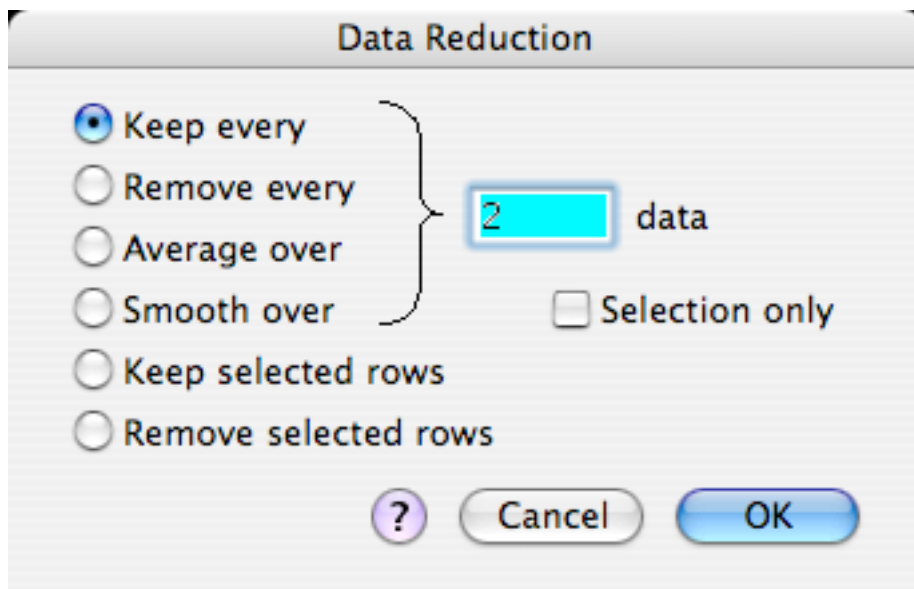 Data Reduction
Keep every
Remove every
2 data
Average over
Smooth over
Selection only
Keep selected rows
Remove selected rows
? Cancel OK